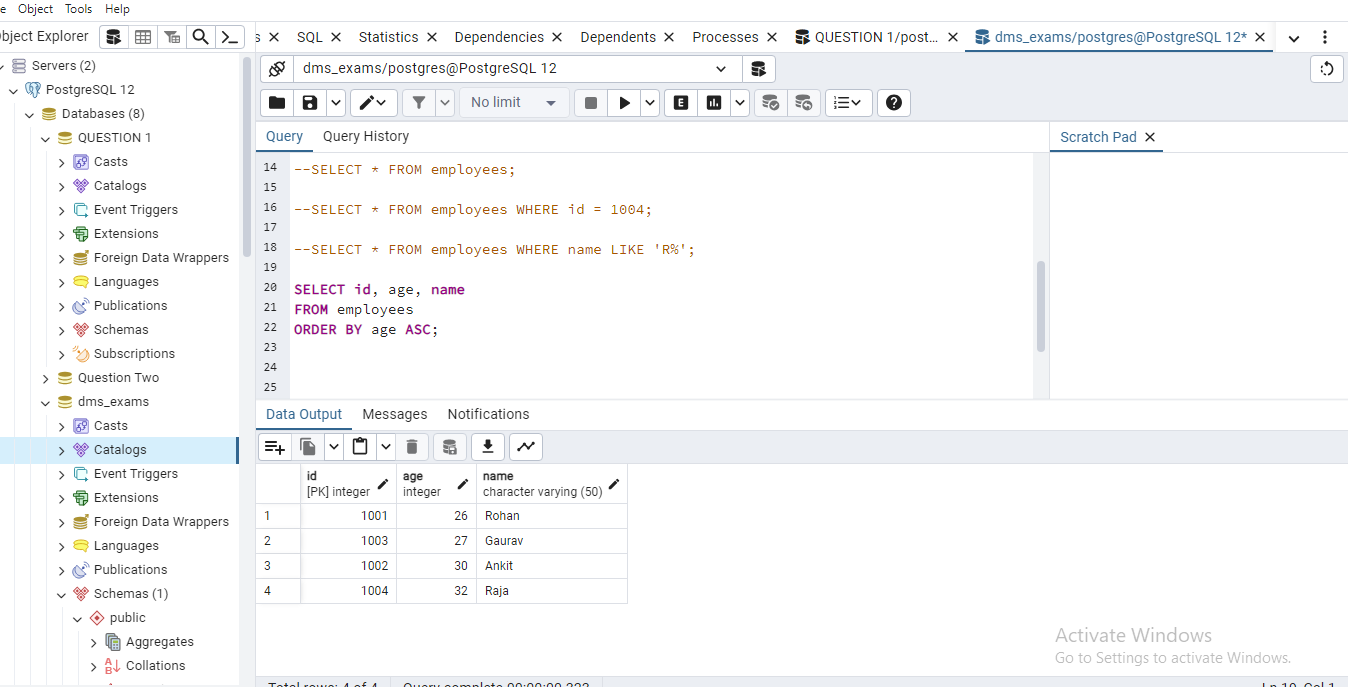 e Object Tools Help
bject Explorer
s SQL Statistics Dependencies Dependents Processes QUESTION 1/post... dms_exams/postgres@PostgreSQL 12*
Servers (2)
PostgreSQL 12
Databases (8)
QUESTION 1
Casts
Catalogs
Event Triggers
Extensions
Foreign Data Wrappers
Languages
Publications
Schemas
Subscriptions
Question Two
dms_exams
Casts
Catalogs
Event Triggers
Extensions
Foreign Data Wrappers
Languages
Publications
Schemas (1)
public
Aggregates
Collations
dms_exams/postgres@PostgreSQL 12
No limit E
Query Query History
Scratch Pad
14 --SELECT * FROM employees;
15
16 --SELECT * FROM employees WHERE id = 1004;
17
18 --SELECT * FROM employees WHERE name LIKE 'R%';
19
20 SELECT id, age, name
21 FROM employees
22 ORDER BY age ASC;
23
24
25
Data Output Messages Notifications
id age name
[PK] integer integer character varying (50)
1 1001 26 Rohan
2 1003 27 Gaurav
3 1002 30 Ankit
4 1004 32 Raja
Activate Windows
Go to Settings to activate Windows.
Total rows: 4 of 4 Query complete 00:00:00.323